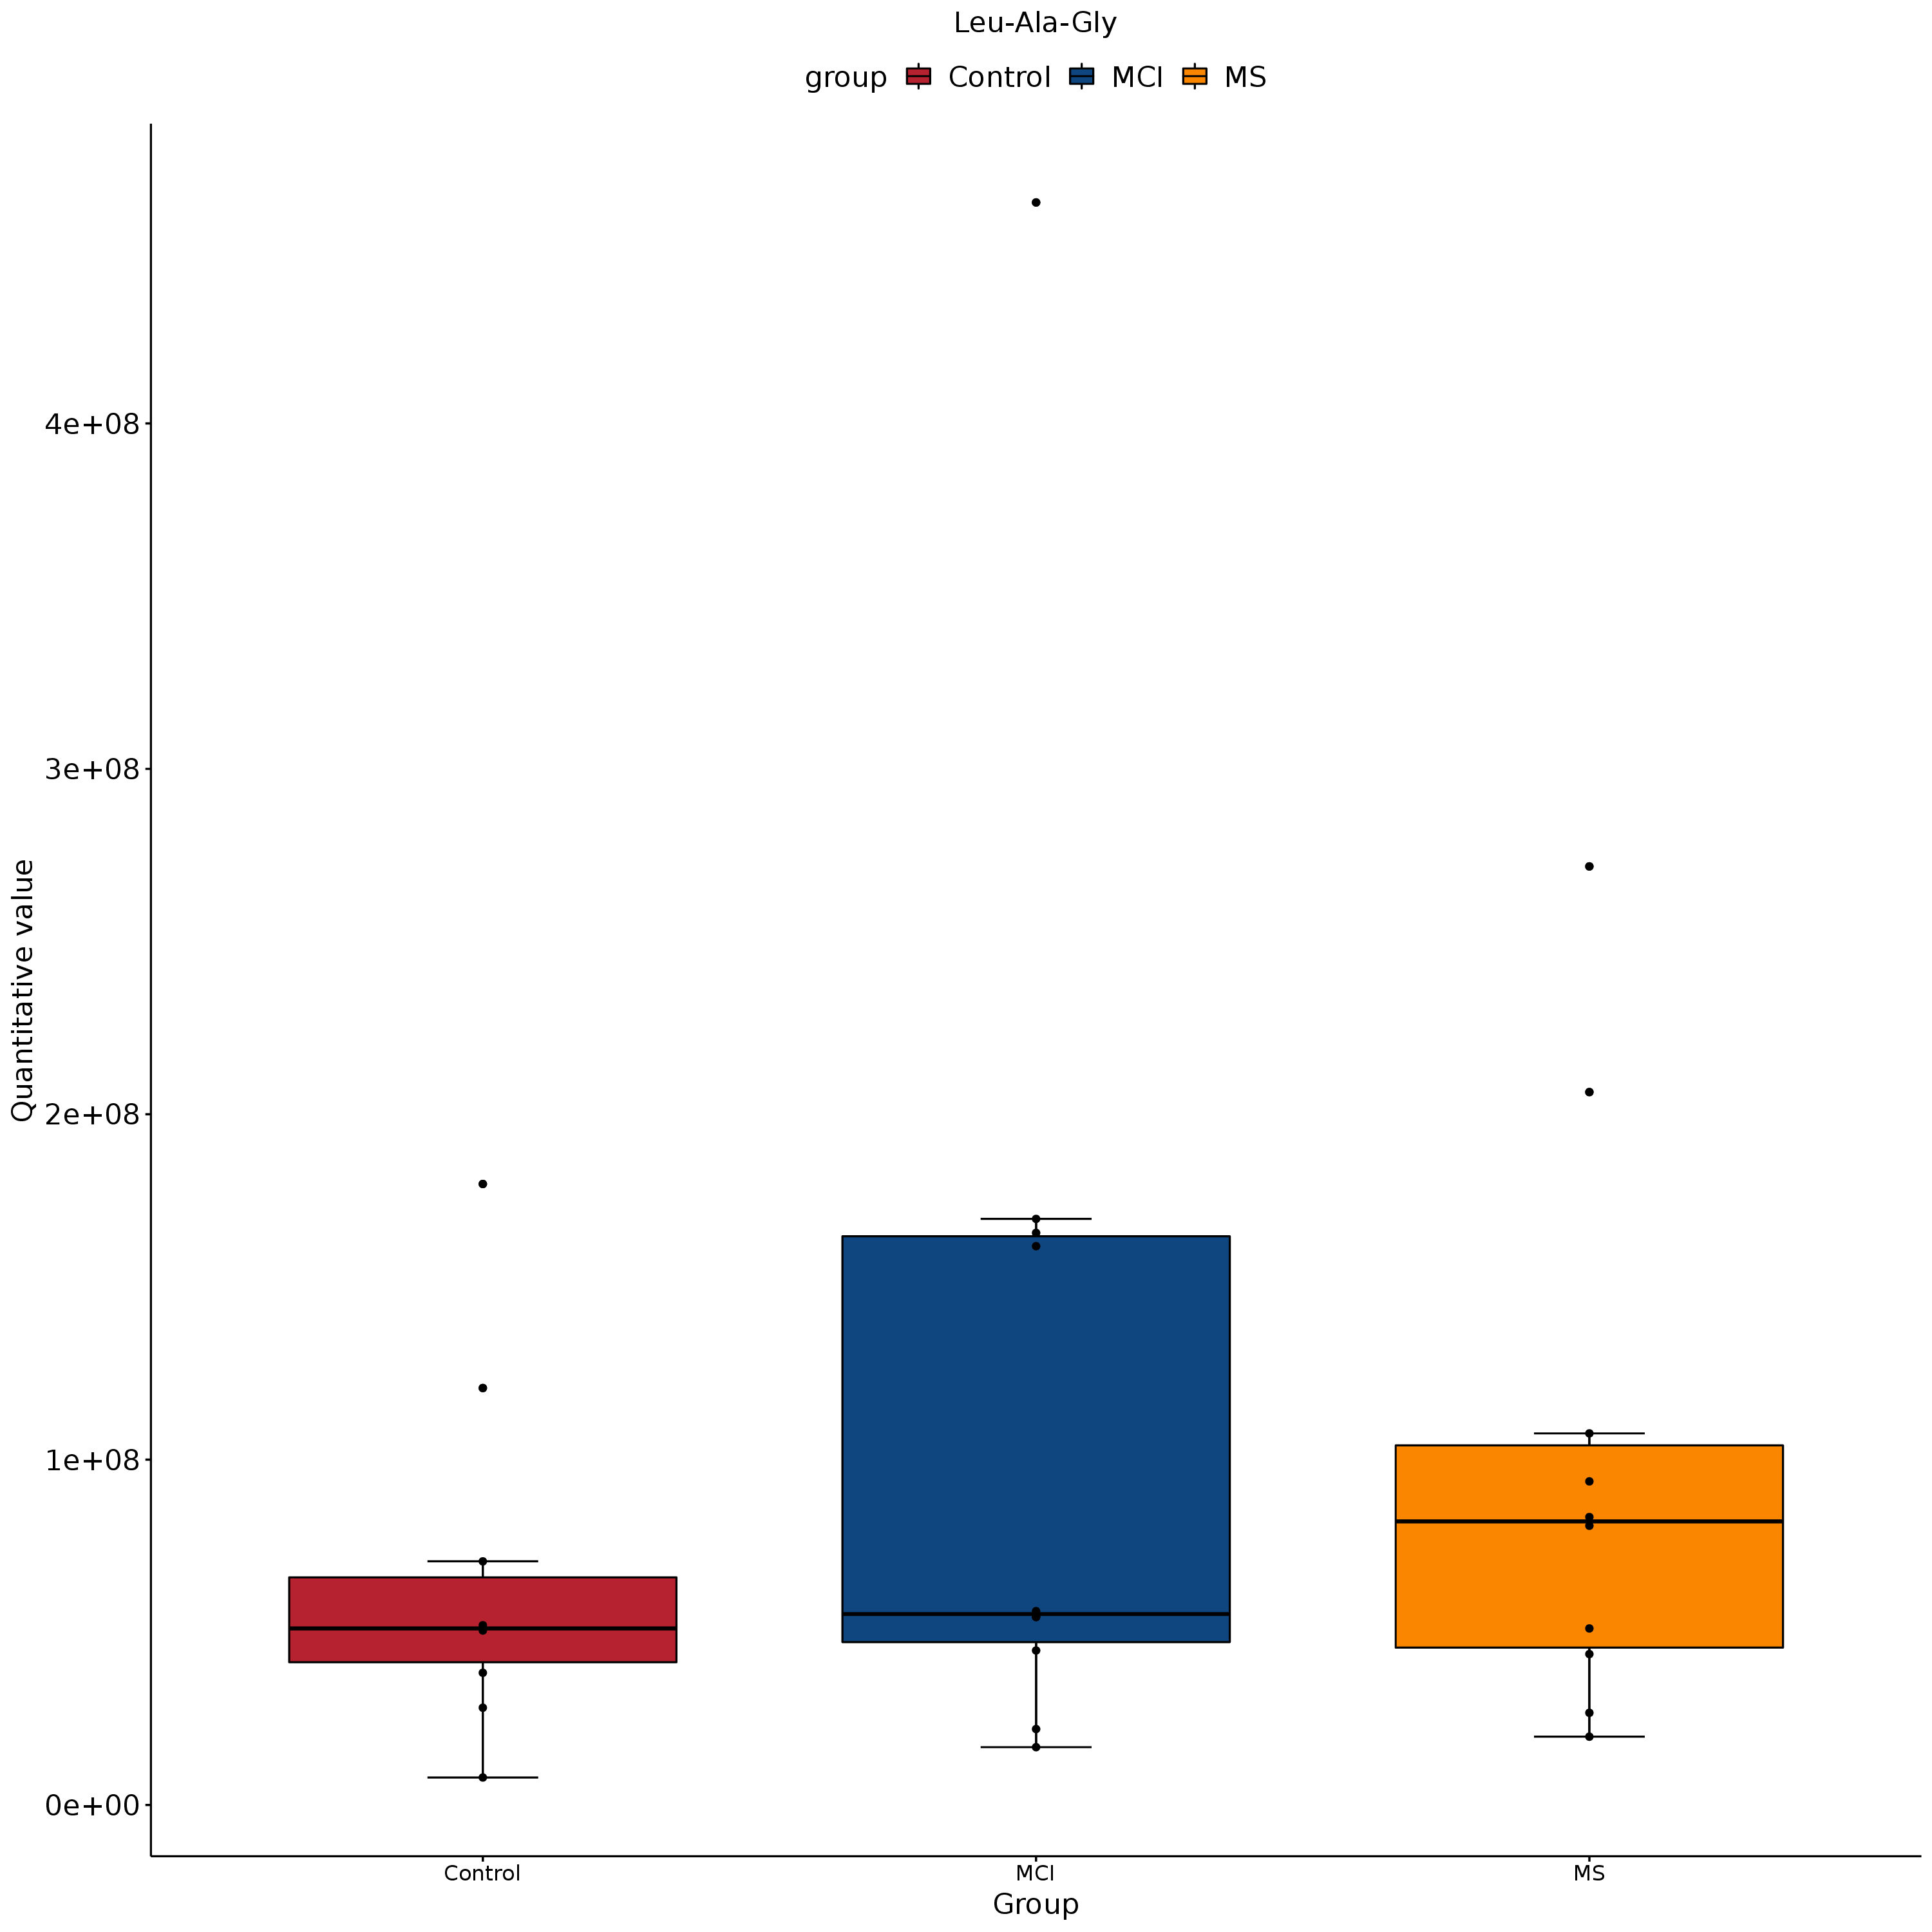 Leu-Ala-Gly
group Control MCI MS
Quantitative value
4e+08
3e+08
2e+08
1e+08
0e+00
Control MCI MS
Group